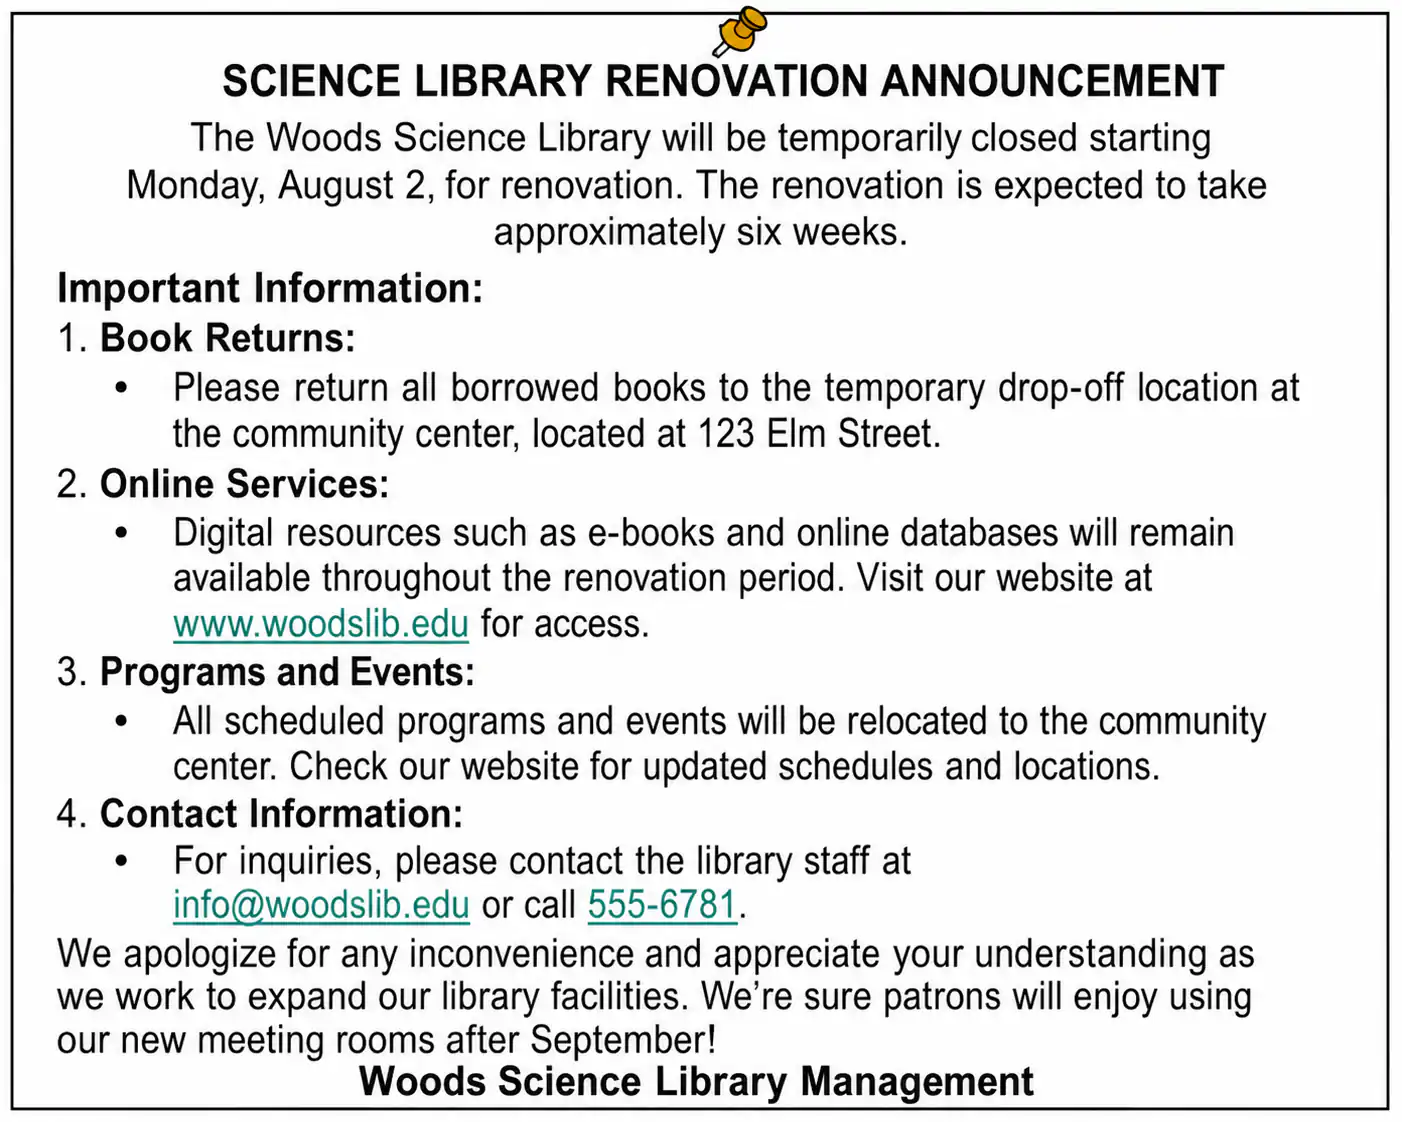 SCIENCE LIBRARY RENOVATION ANNOUNCEMENT
The Woods Science Library will be temporarily closed starting
Monday, August 2, for renovation. The renovation is expected to take
approximately six weeks.
Important Information:
1. Book Returns:
• Please return all borrowed books to the temporary drop-off location at
the community center, located at 123 Elm Street.
2. Online Services:
• Digital resources such as e-books and online databases will remain
available throughout the renovation period. Visit our website at
www.woodslib.edu for access.
3. Programs and Events:
• All scheduled programs and events will be relocated to the community
center. Check our website for updated schedules and locations.
4. Contact Information:
• For inquiries, please contact the library staff at
info@woodslib.edu or call 555-6781.
We apologize for any inconvenience and appreciate your understanding as
we work to expand our library facilities. We’re sure patrons will enjoy using
our new meeting rooms after September!
Woods Science Library Management